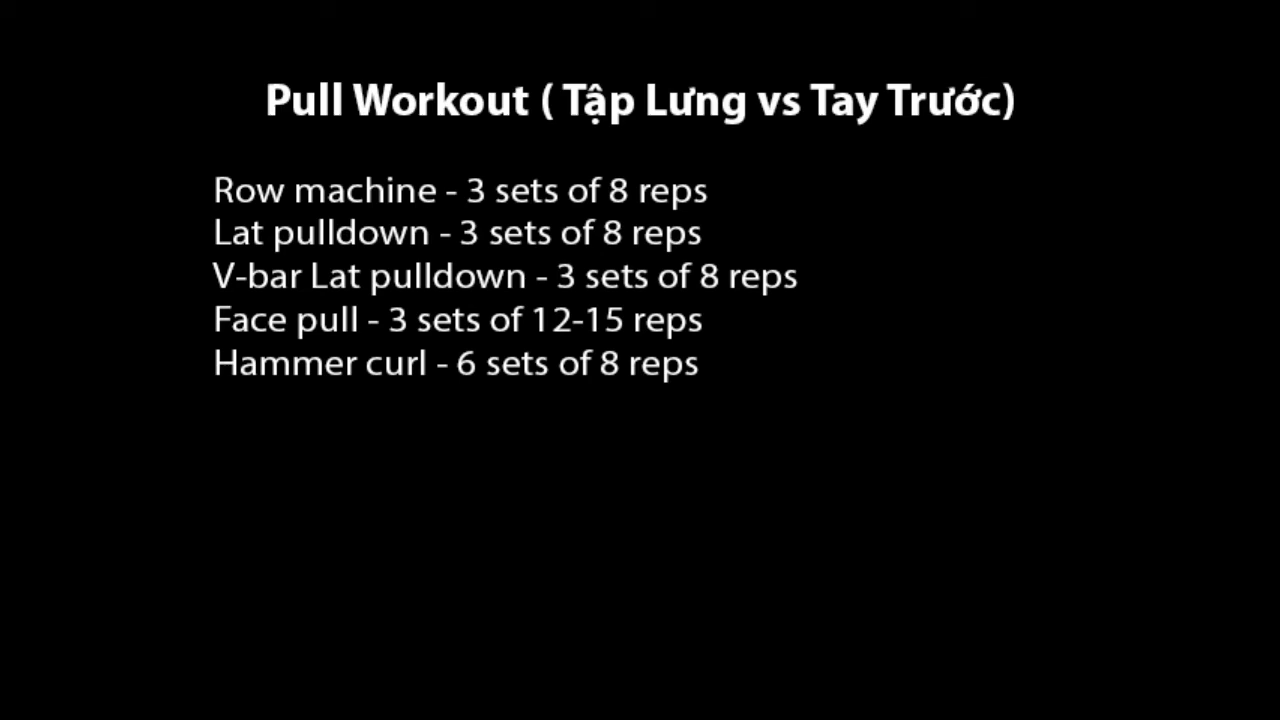 Pull Workout ( Tập Lưng vs Tay Trước)
Row machine - 3 sets of 8 reps
Lat pulldown - 3 sets of 8 reps
V-bar Lat pulldown - 3 sets of 8 reps
Face pull - 3 sets of 12-15 reps
Hammer curl - 6 sets of 8 reps